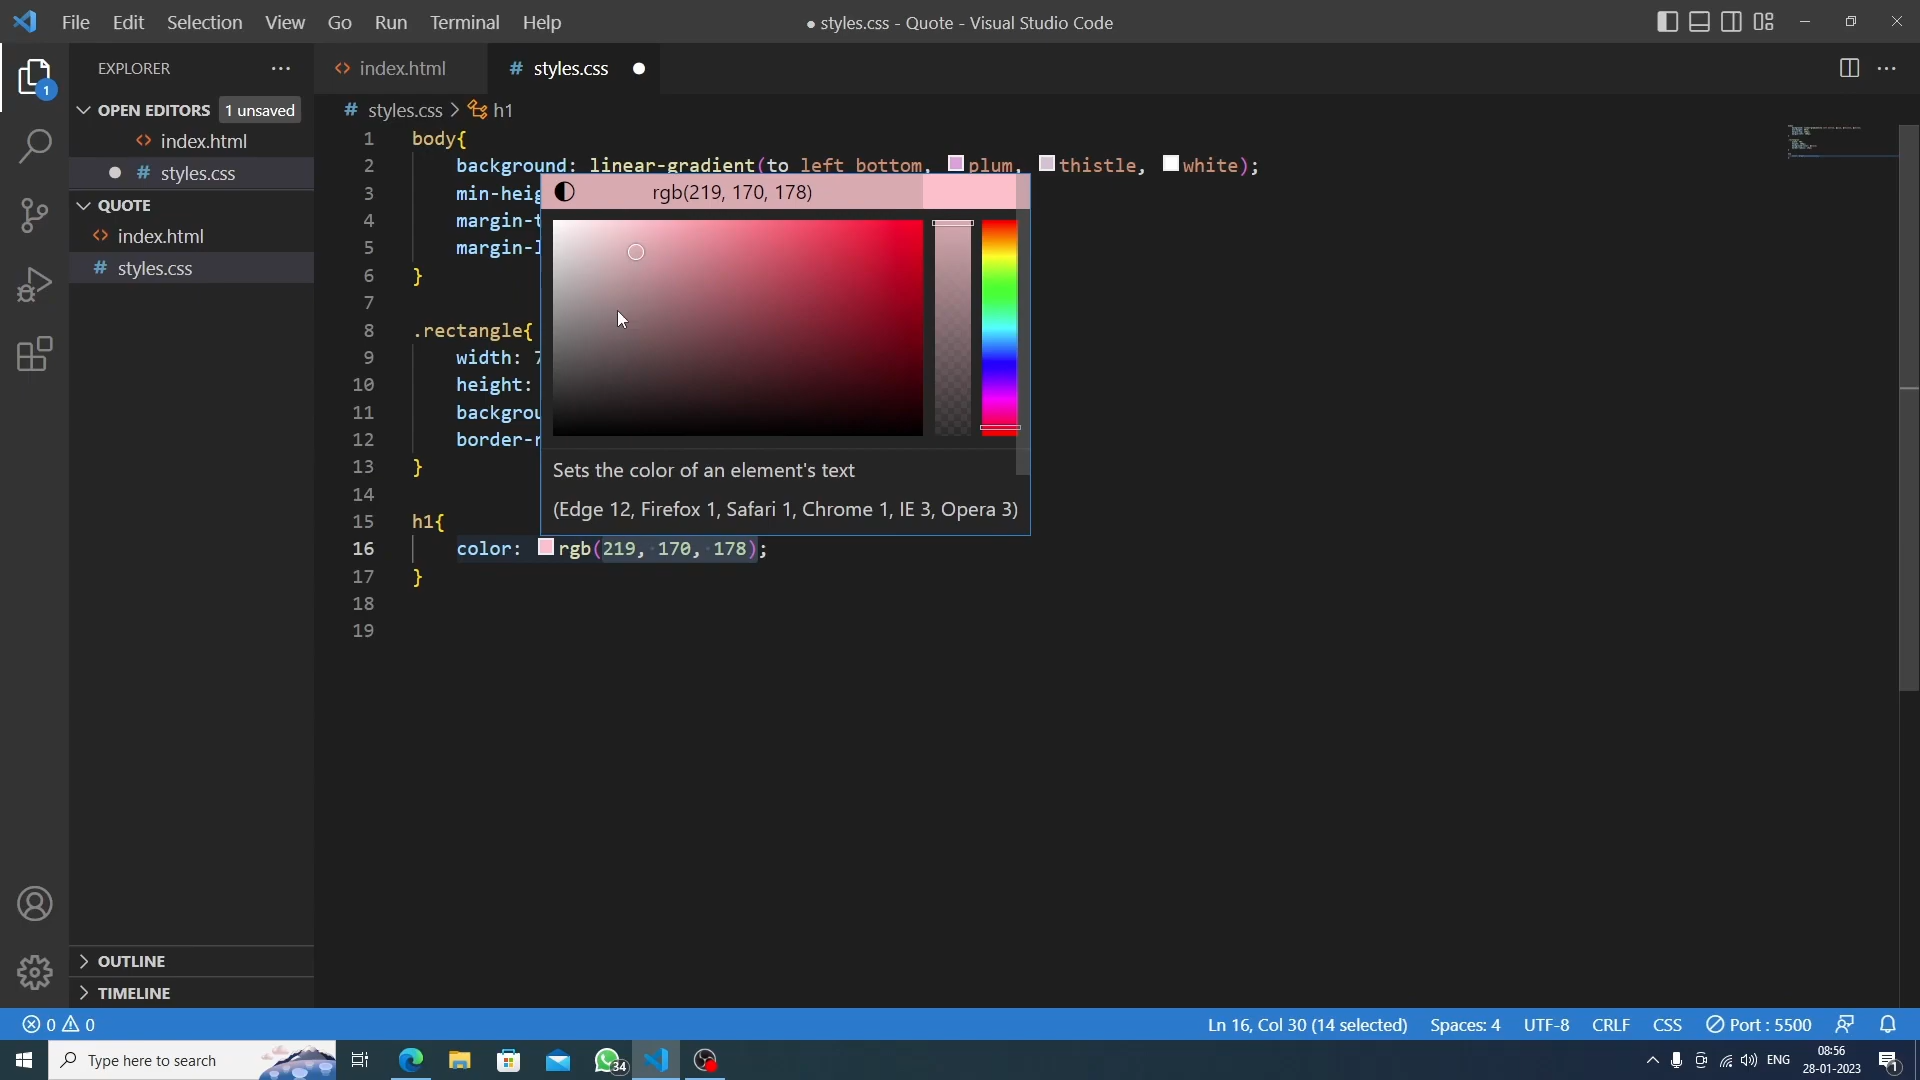 File Edit Selection View Go Run Terminal Help
● styles.css - Quote - Visual Studio Code
EXPLORER
index.html
# styles.css
OPEN EDITORS 1 unsaved
index.html
# styles.css
QUOTE
index.html
# styles.css
OUTLINE
TIMELINE
1
# styles.css > h1
1 body{
2 background: linear-gradient(to left bottom, plum, thistle, white);
3 min-heig
4 margin-t
5 margin-l
6 }
7
8 .rectangle{
9 width: 7
10 height:
11 backgrou
12 border-r
13 }
14
15 h1{
16 color: rgb(219, 170, 178);
17 }
18
19
rgb(219, 170, 178)
Sets the color of an element's text
(Edge 12, Firefox 1, Safari 1, Chrome 1, IE 3, Opera 3)
0 0
Ln 16, Col 30 (14 selected) Spaces: 4 UTF-8 CRLF CSS Port : 5500
Type here to search
34
ENG
08:56
28-01-2023
1